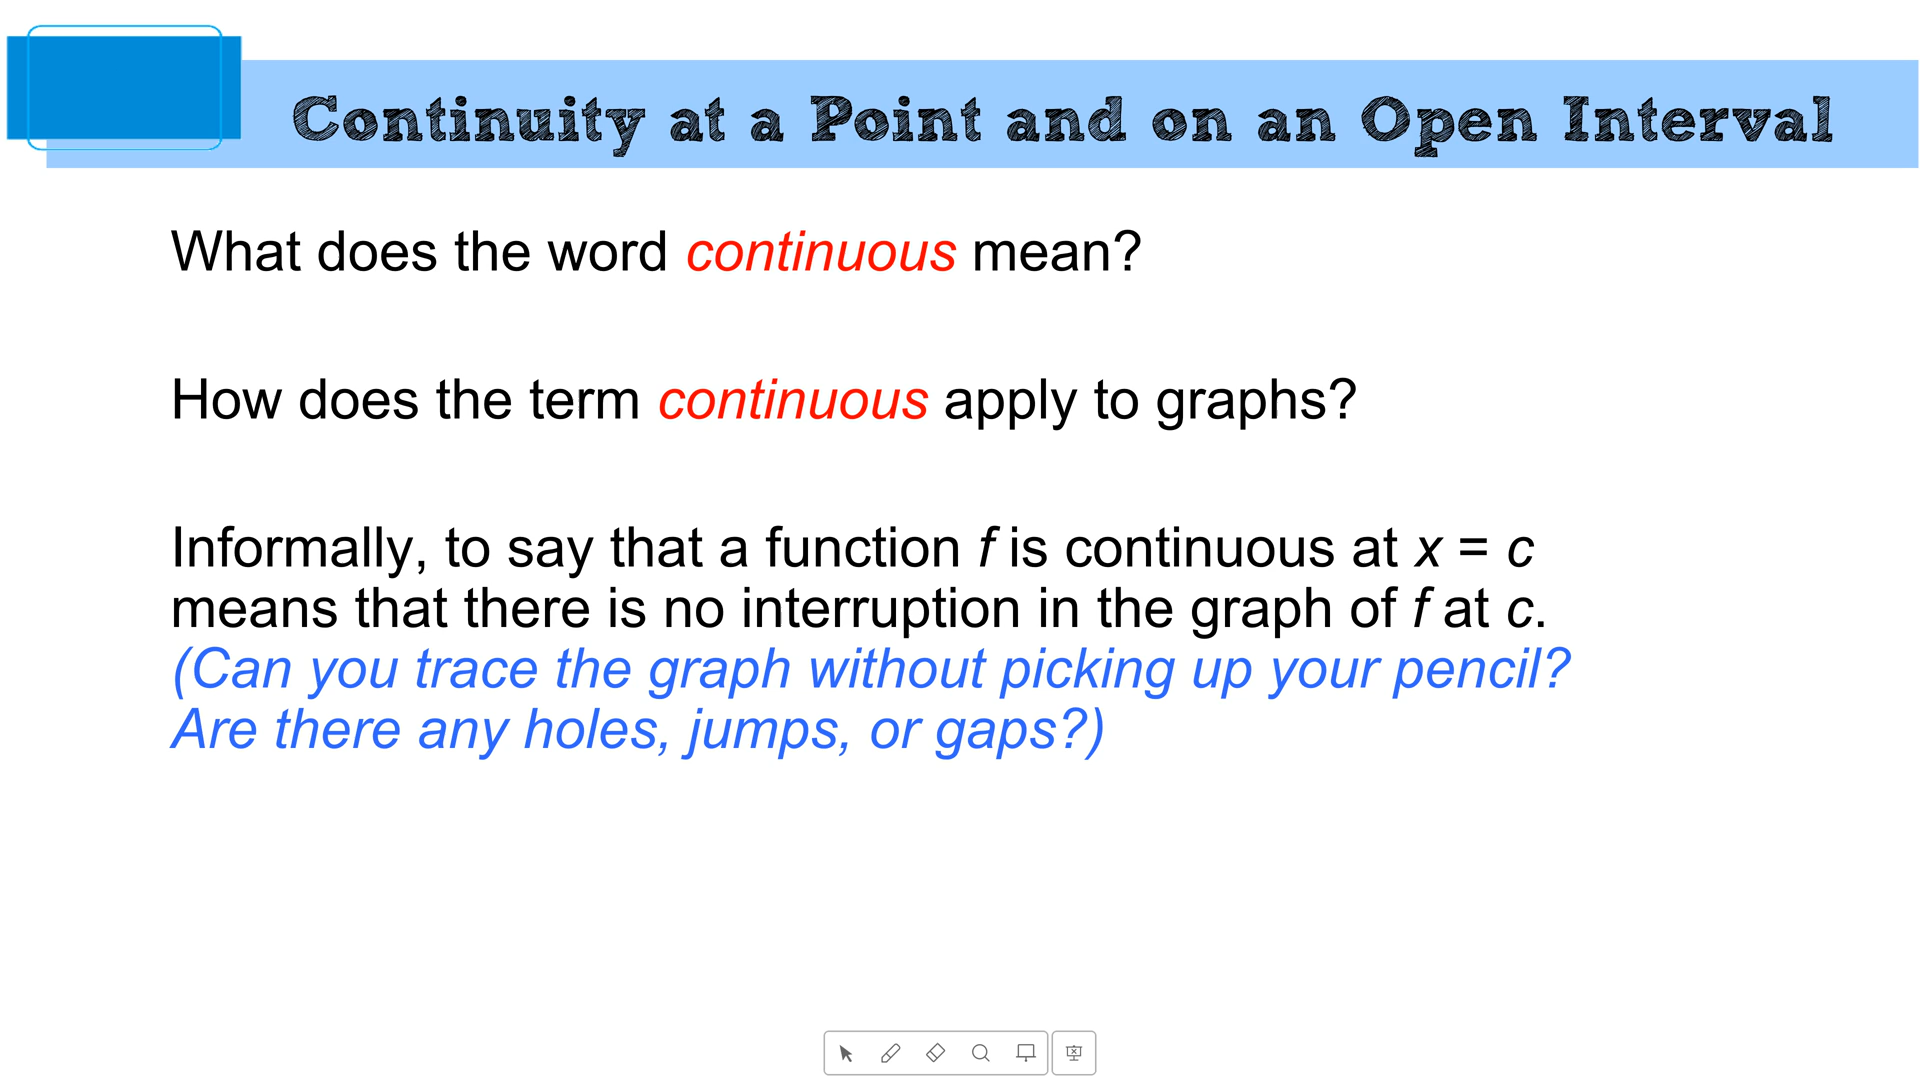 Continuity at a Point and on an Open Interval
What does the word continuous mean?
How does the term continuous apply to graphs?
Informally, to say that a function f is continuous at x = c
means that there is no interruption in the graph of f at c.
(Can you trace the graph without picking up your pencil?
Are there any holes, jumps, or gaps?)